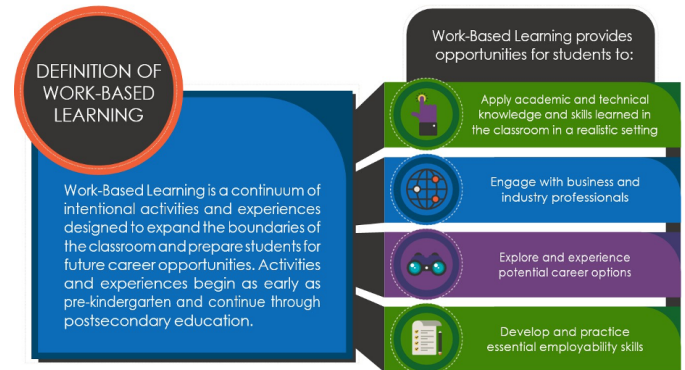 DEFINITION OF
WORK-BASED
LEARNING
Work-Based Learning is a continuum of
intentional activities and experiences
designed to expand the boundaries of
the classroom and prepare students for
future career opportunities. Activities
and experiences begin as early as
pre-kindergarten and continue through
postsecondary education.
Work-Based Learning provides
opportunities for students to:
Apply academic and technical
knowledge and skills learned in
the classroom in a realistic setting
Engage with business and
industry professionals
Explore and experience
potential career options
Develop and practice
essential employability skills